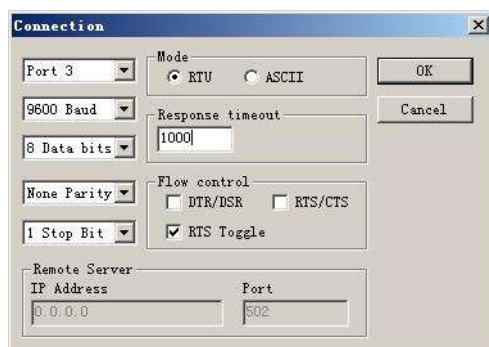 Connection
Port 3
9600 Baud
8 Data bits
None Parity
1 Stop Bit
Mode
RTU ASCII
Response timeout
1000
Flow control
DTR/DSR RTS/CTS
RTS Toggle
OK
Cancel
Remote Server
IP Address Port
0.0.0.0 502